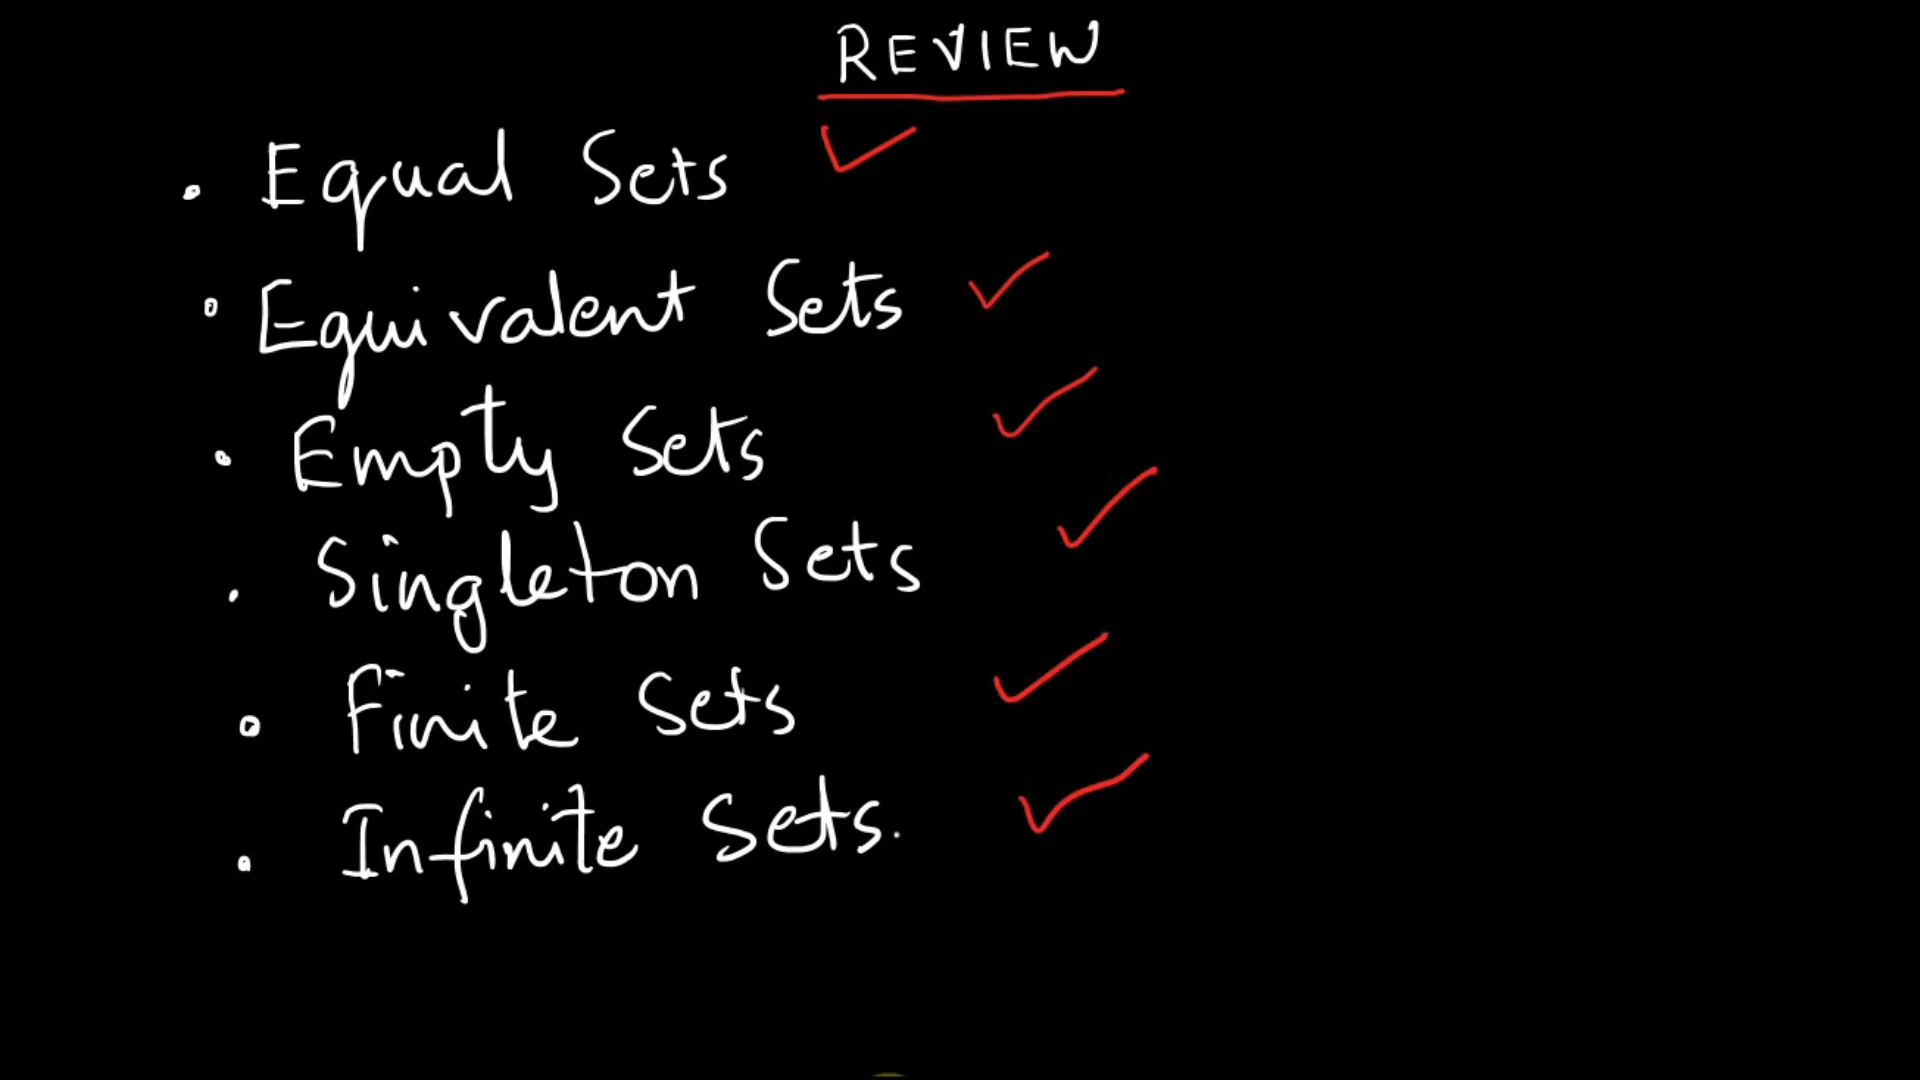 REVIEW
• Equal Sets ✓
• Equivalent Sets ✓
• Empty Sets ✓
• Singleton Sets ✓
• Finite Sets ✓
• Infinite Sets. ✓